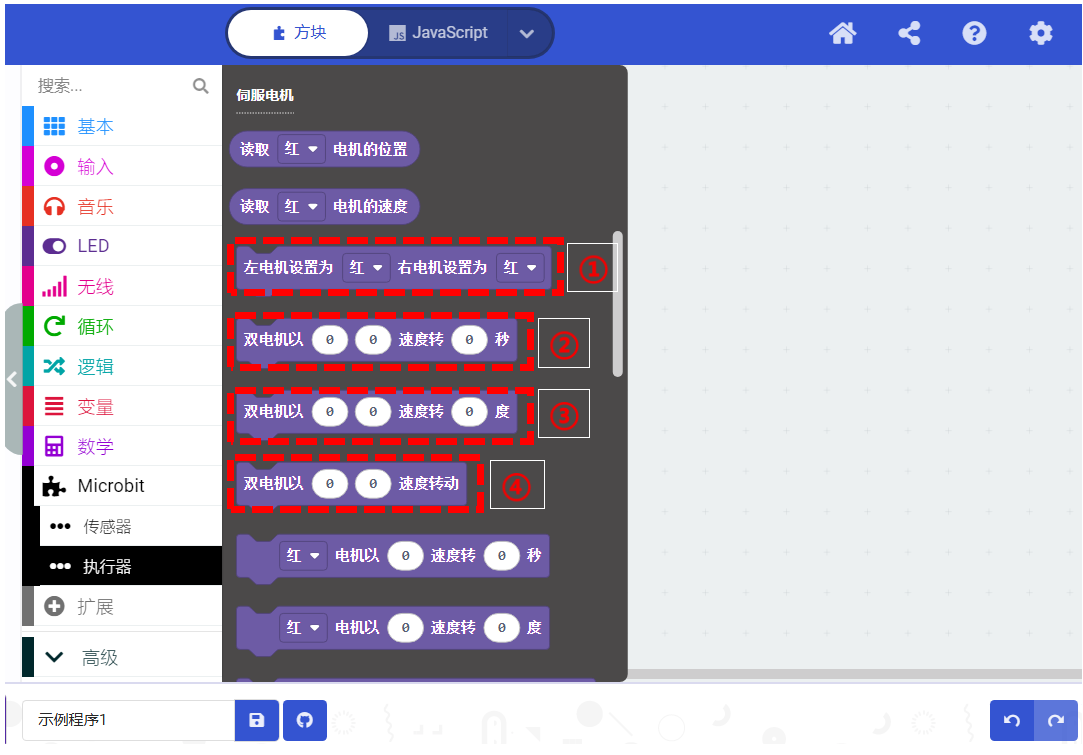 方块 JS JavaScript
搜索...
基本
输入
音乐
LED
无线
循环
逻辑
变量
数学
Microbit
传感器
执行器
扩展
高级
伺服电机
读取 红 电机的位置
读取 红 电机的速度
左电机设置为 红 右电机设置为 红 ①
双电机以 0 0 速度转 0 秒 ②
双电机以 0 0 速度转 0 度 ③
双电机以 0 0 速度转动 ④
红 电机以 0 速度转 0 秒
红 电机以 0 速度转 0 度
示例程序1